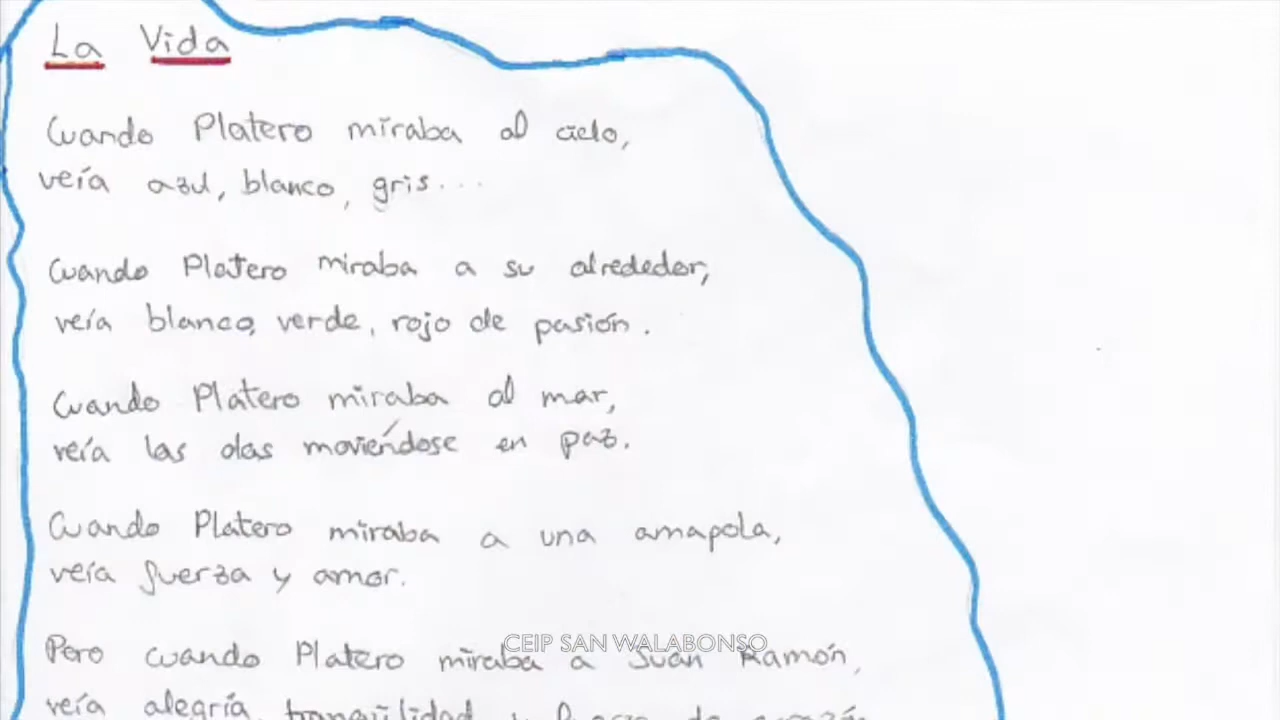 La Vida
Cuando Platero miraba al cielo,
veía azul, blanco, gris...
Cuando Platero miraba a su alrededor,
veía blanco, verde, rojo de pasión.
Cuando Platero miraba al mar,
veía las olas moviéndose en paz.
Cuando Platero miraba a una amapola,
veía fuerza y amor.
Pero cuando Platero miraba a Juan Ramón,
veía alegría, tranquilidad y
CEIP SAN WALABONSO